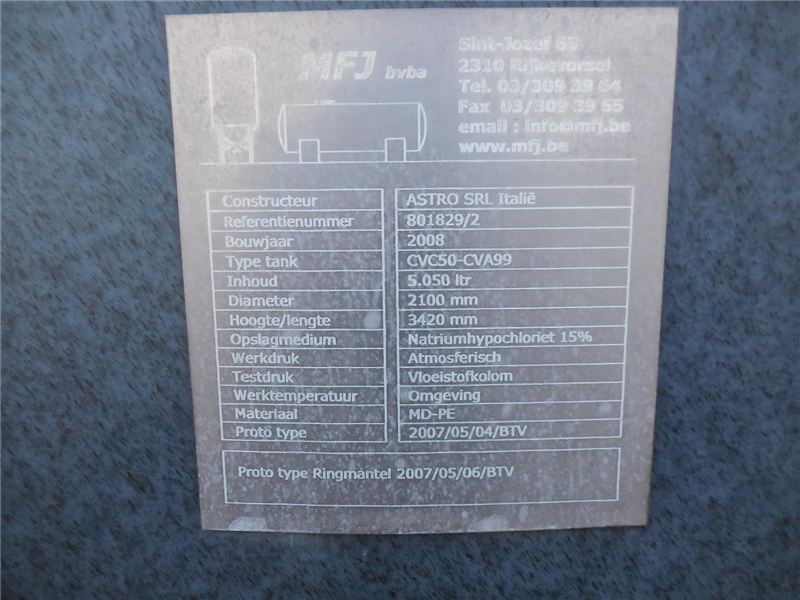 MFJ bvba
Sint-Jozef 63
2310 Rijkevorsel
Tel. 03/309 39 64
Fax 03/309 39 65
email : info@mfj.be
www.mfj.be
Constructeur ASTRO SRL Italië
Referentienummer 801829/2
Bouwjaar 2008
Type tank CVC50-CVA99
Inhoud 5.050 ltr
Diameter 2100 mm
Hoogte/lengte 3420 mm
Opslagmedium Natriumhypochloriet 15%
Werkdruk Atmosferisch
Testdruk Vloeistofkolom
Werktemperatuur Omgeving
Materiaal MD-PE
Proto type 2007/05/04/BTV
Proto type Ringmantel 2007/05/06/BTV